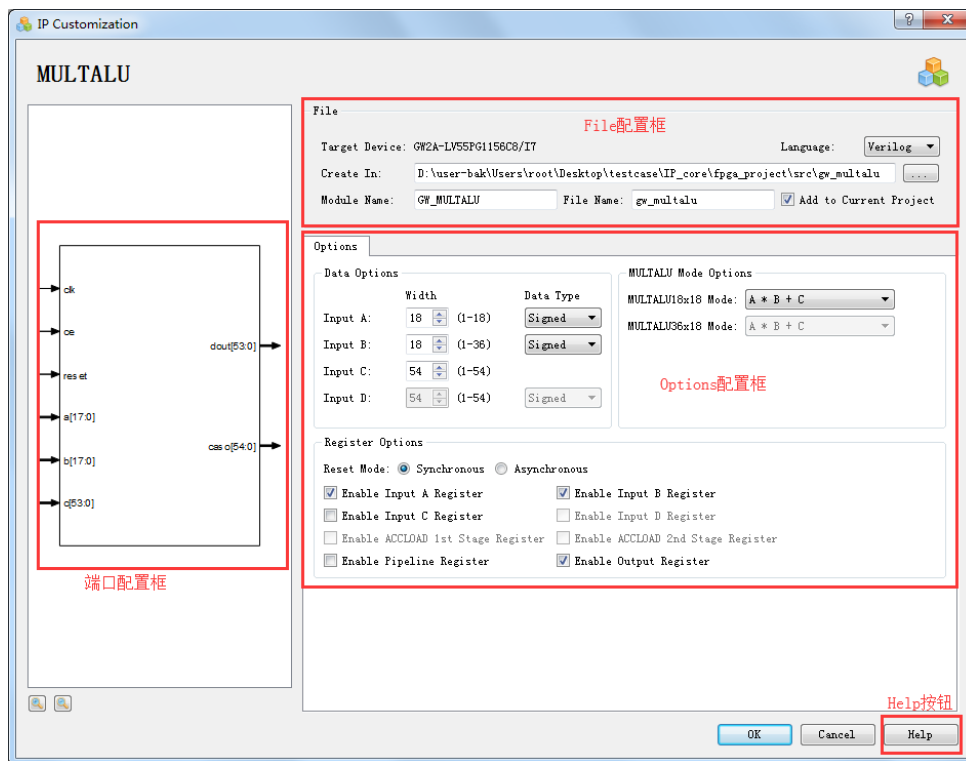 IP Customization
MULTALU
File
File配置框
Target Device: GW2A-LV55PG1156C8/I7 Language: Verilog
Create In: D:\user-bak\Users\root\Desktop\testcase\IP_core\fpga_project\src\gw_multalu ...
Module Name: GW_MULTALU File Name: gw_multalu Add to Current Project
clk
ce
reset
a[17:0]
b[17:0]
c[53:0]
dout[53:0]
caso[54:0]
端口配置框
Options
Data Options
Width Data Type
Input A: 18 (1-18) Signed
Input B: 18 (1-36) Signed
Input C: 54 (1-54)
Input D: 54 (1-54) Signed
MULTALU Mode Options
MULTALU18x18 Mode: A * B + C
MULTALU36x18 Mode: A * B + C
Options配置框
Register Options
Reset Mode: Synchronous Asynchronous
Enable Input A Register Enable Input B Register
Enable Input C Register Enable Input D Register
Enable ACCLOAD 1st Stage Register Enable ACCLOAD 2nd Stage Register
Enable Pipeline Register Enable Output Register
Help按钮
OK Cancel Help